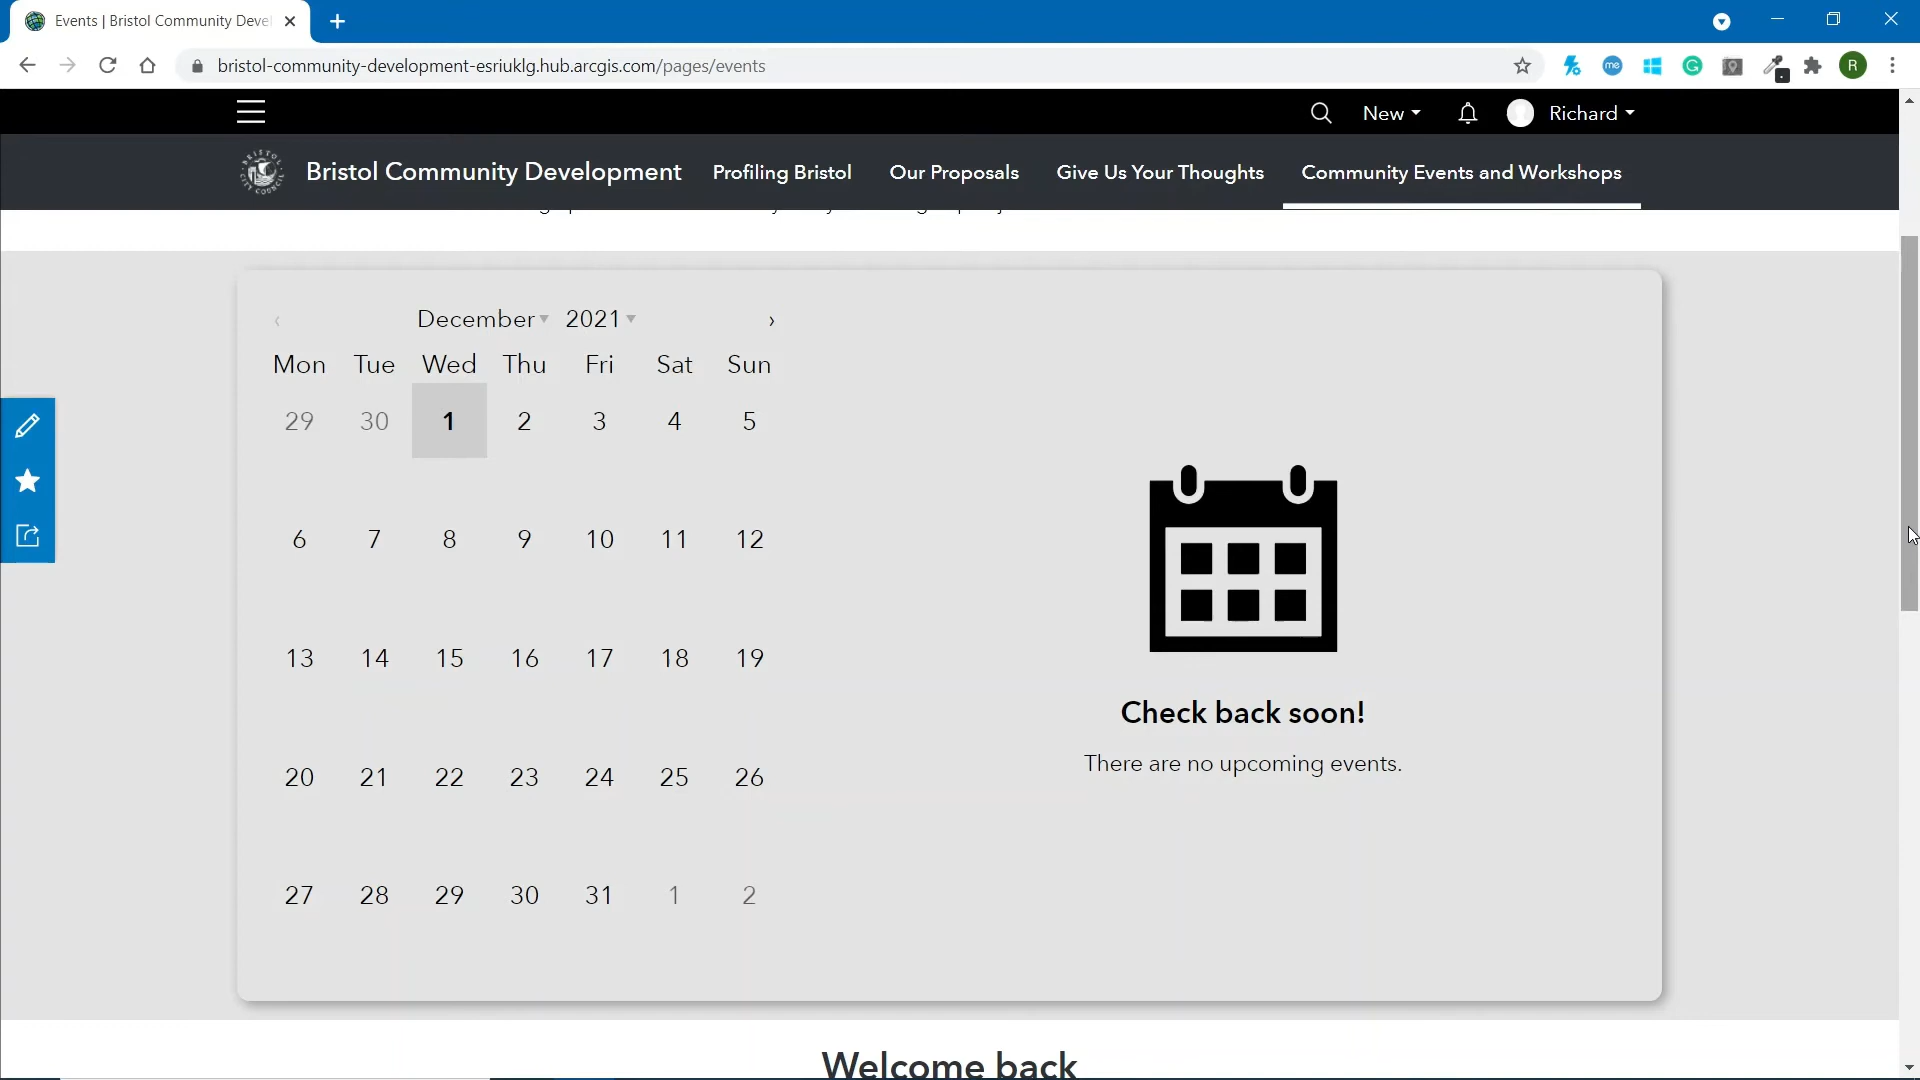 Events | Bristol Community Deve
bristol-community-development-esriuklg.hub.arcgis.com/pages/events
me
R
New
Richard
BRISTOL CITY COUNCIL
Bristol Community Development
Profiling Bristol
Our Proposals
Give Us Your Thoughts
Community Events and Workshops
December 2021
Mon Tue Wed Thu Fri Sat Sun
29 30 1 2 3 4 5
6 7 8 9 10 11 12
13 14 15 16 17 18 19
20 21 22 23 24 25 26
27 28 29 30 31 1 2
Check back soon!
There are no upcoming events.
Welcome back